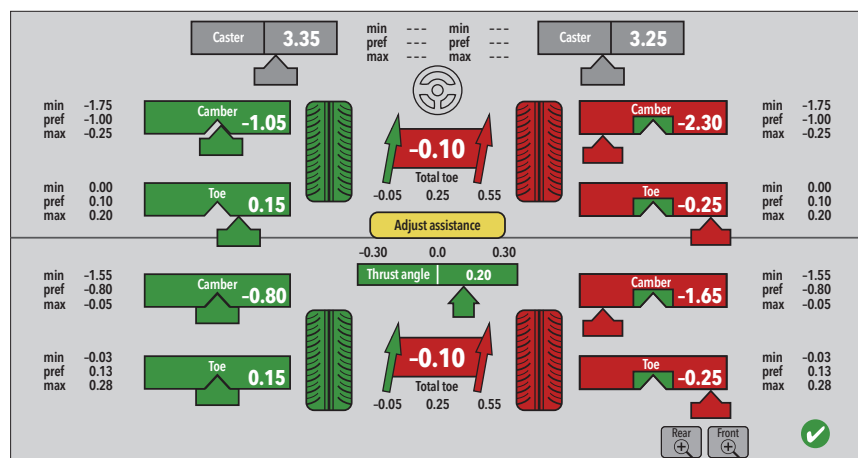 Caster 3.35 min --- --- min Caster 3.25
pref --- --- pref
max --- --- max
min –1.75 Camber –1.05 Camber –2.30 min –1.75
pref –1.00 pref –1.00
max –0.25 max –0.25
–0.10
Total toe
–0.05 0.25 0.55
min 0.00 Toe 0.15 Toe –0.25 min 0.00
pref 0.10 pref 0.10
max 0.20 max 0.20
Adjust assistance
–0.30 0.0 0.30
Thrust angle 0.20
min –1.55 Camber –0.80 Camber –1.65 min –1.55
pref –0.80 pref –0.80
max –0.05 max –0.05
–0.10
Total toe
–0.05 0.25 0.55
min –0.03 Toe 0.15 Toe –0.25 min –0.03
pref 0.13 pref 0.13
max 0.28 max 0.28
Rear Front